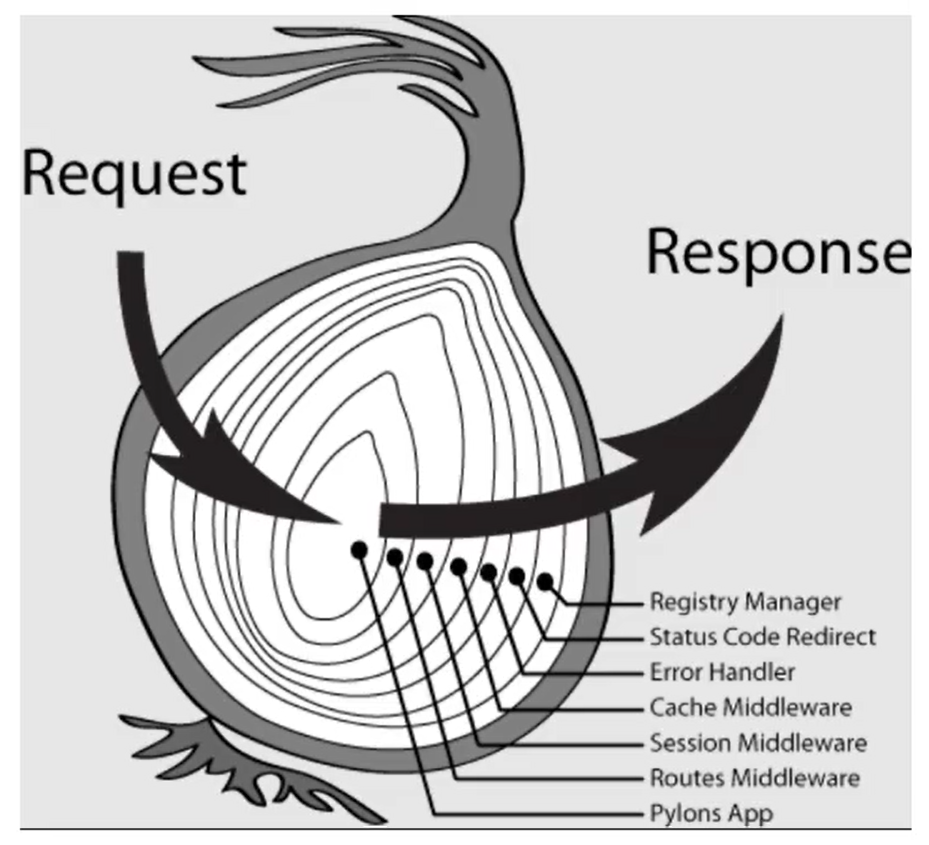 Request
Response
Registry Manager
Status Code Redirect
Error Handler
Cache Middleware
Session Middleware
Routes Middleware
Pylons App